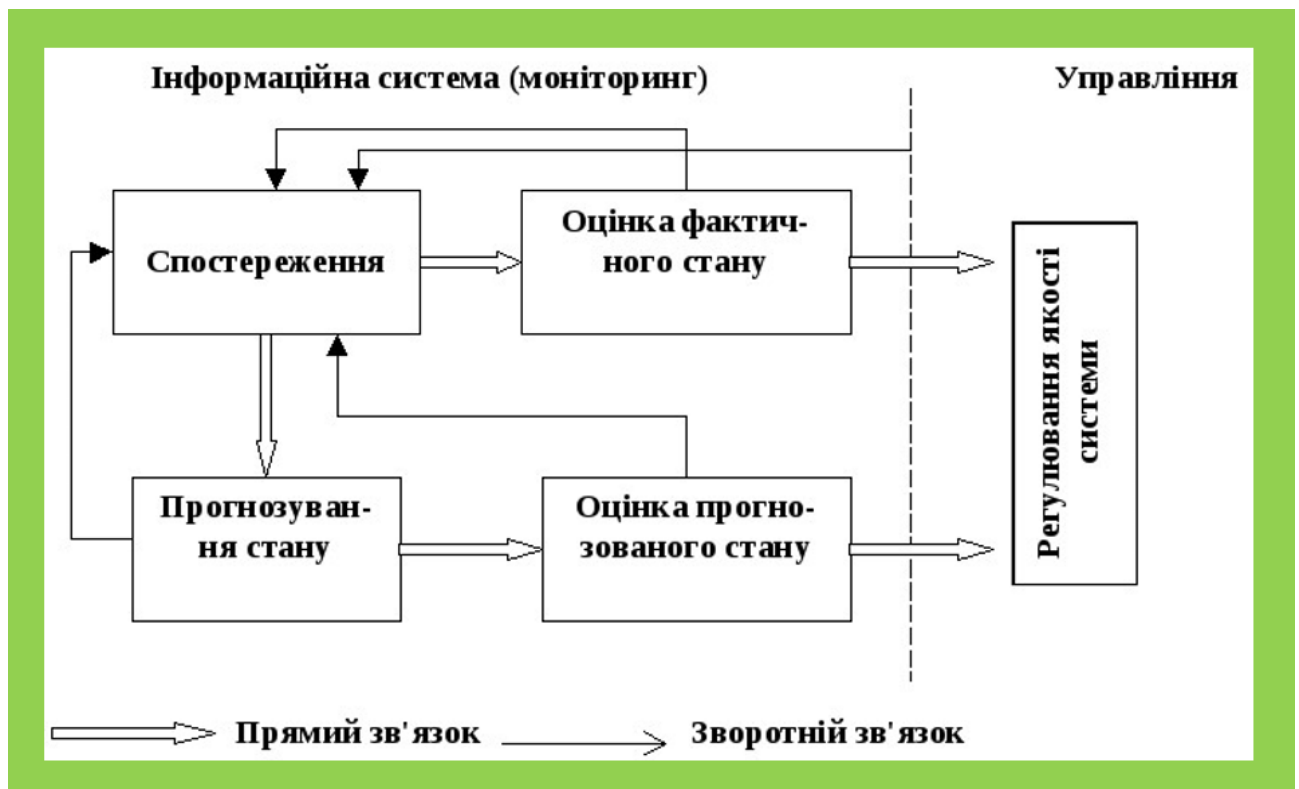 Інформаційна система (моніторинг)
Управління
Спостереження
Оцінка фактич-
ного стану
Прогнозуван-
ня стану
Оцінка прогно-
зованого стану
Регулювання якості
системи
Прямий зв'язок
Зворотній зв'язок